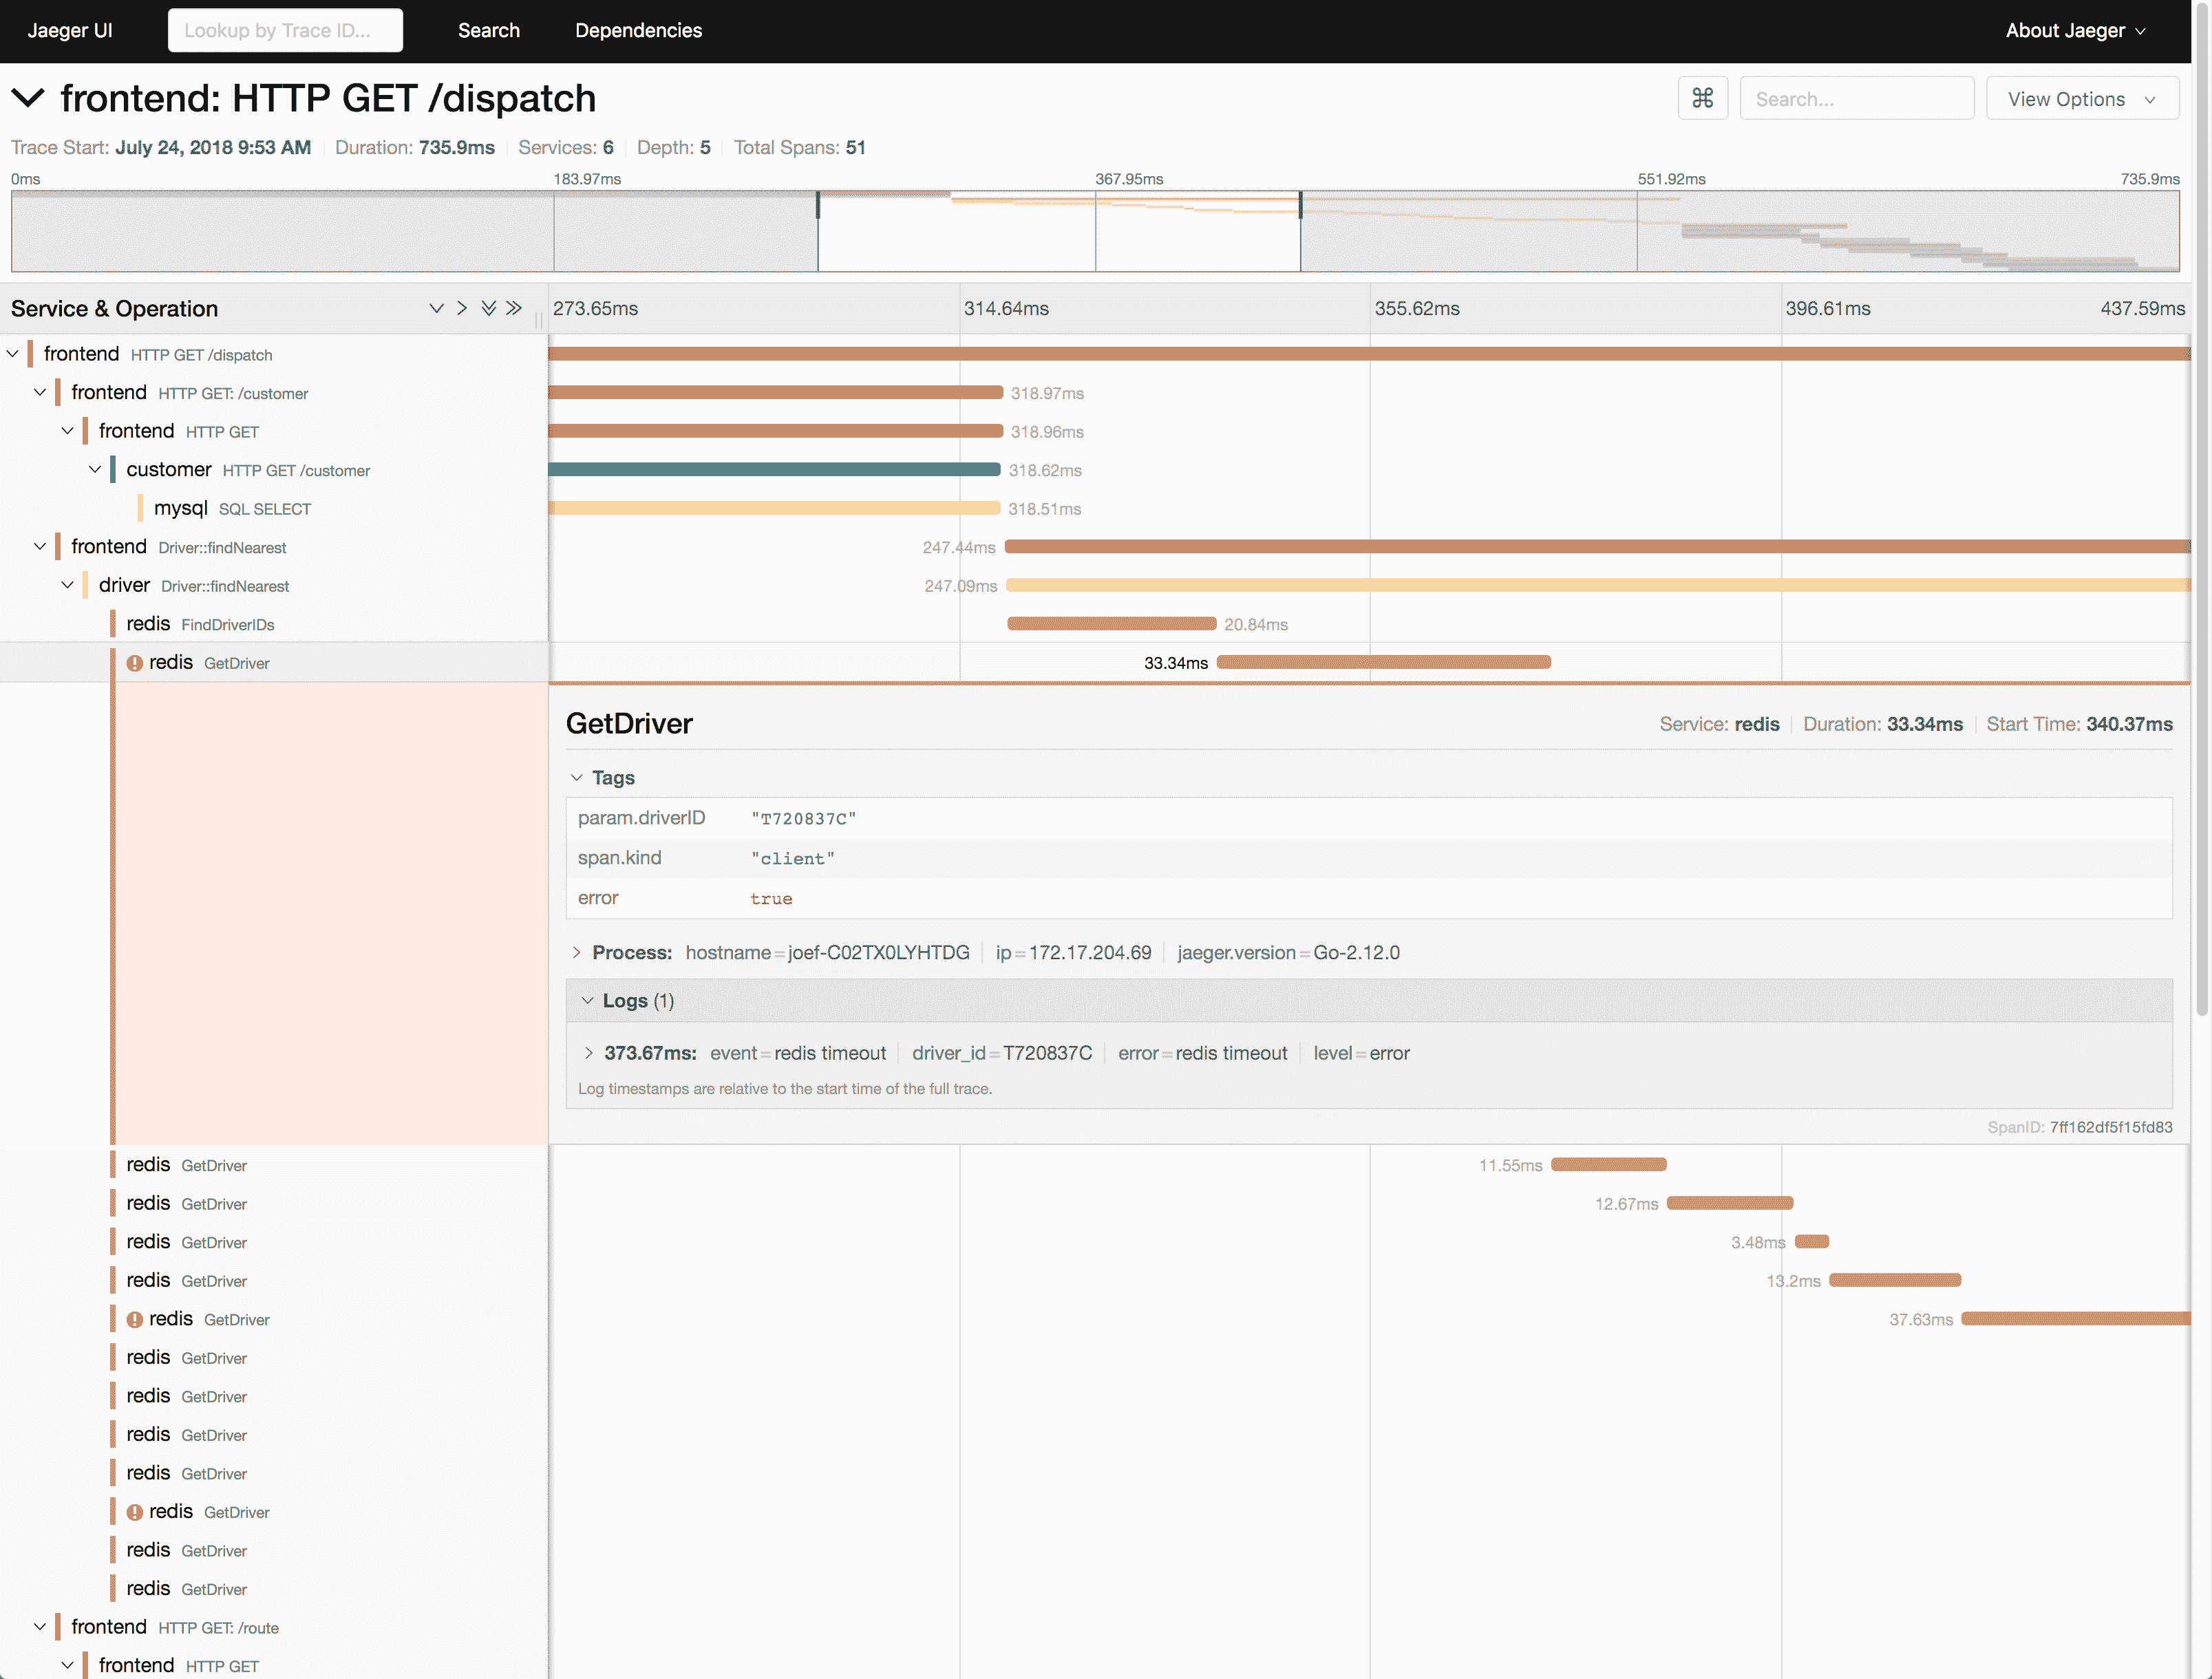 Jaeger UI Lookup by Trace ID... Search Dependencies About Jaeger
frontend: HTTP GET /dispatch ⌘ Search... View Options
Trace Start: July 24, 2018 9:53 AM Duration: 735.9ms Services: 6 Depth: 5 Total Spans: 51
0ms 183.97ms 367.95ms 551.92ms 735.9ms
Service & Operation 273.65ms 314.64ms 355.62ms 396.61ms 437.59ms
frontend HTTP GET /dispatch
frontend HTTP GET: /customer 318.97ms
frontend HTTP GET 318.96ms
customer HTTP GET /customer 318.62ms
mysql SQL SELECT 318.51ms
frontend Driver::findNearest 247.44ms
driver Driver::findNearest 247.09ms
redis FindDriverIDs 20.84ms
redis GetDriver 33.34ms
GetDriver Service: redis Duration: 33.34ms Start Time: 340.37ms
Tags
param.driverID "T720837C"
span.kind "client"
error true
Process: hostname=joef-C02TX0LYHTDG ip=172.17.204.69 jaeger.version=Go-2.12.0
Logs (1)
373.67ms: event=redis timeout driver_id=T720837C error=redis timeout level=error
Log timestamps are relative to the start time of the full trace.
SpanID: 7ff162df5f15fd83
redis GetDriver 11.55ms
redis GetDriver 12.67ms
redis GetDriver 3.48ms
redis GetDriver 13.2ms
redis GetDriver 37.63ms
redis GetDriver
redis GetDriver
redis GetDriver
redis GetDriver
redis GetDriver
redis GetDriver
redis GetDriver
frontend HTTP GET: /route
frontend HTTP GET